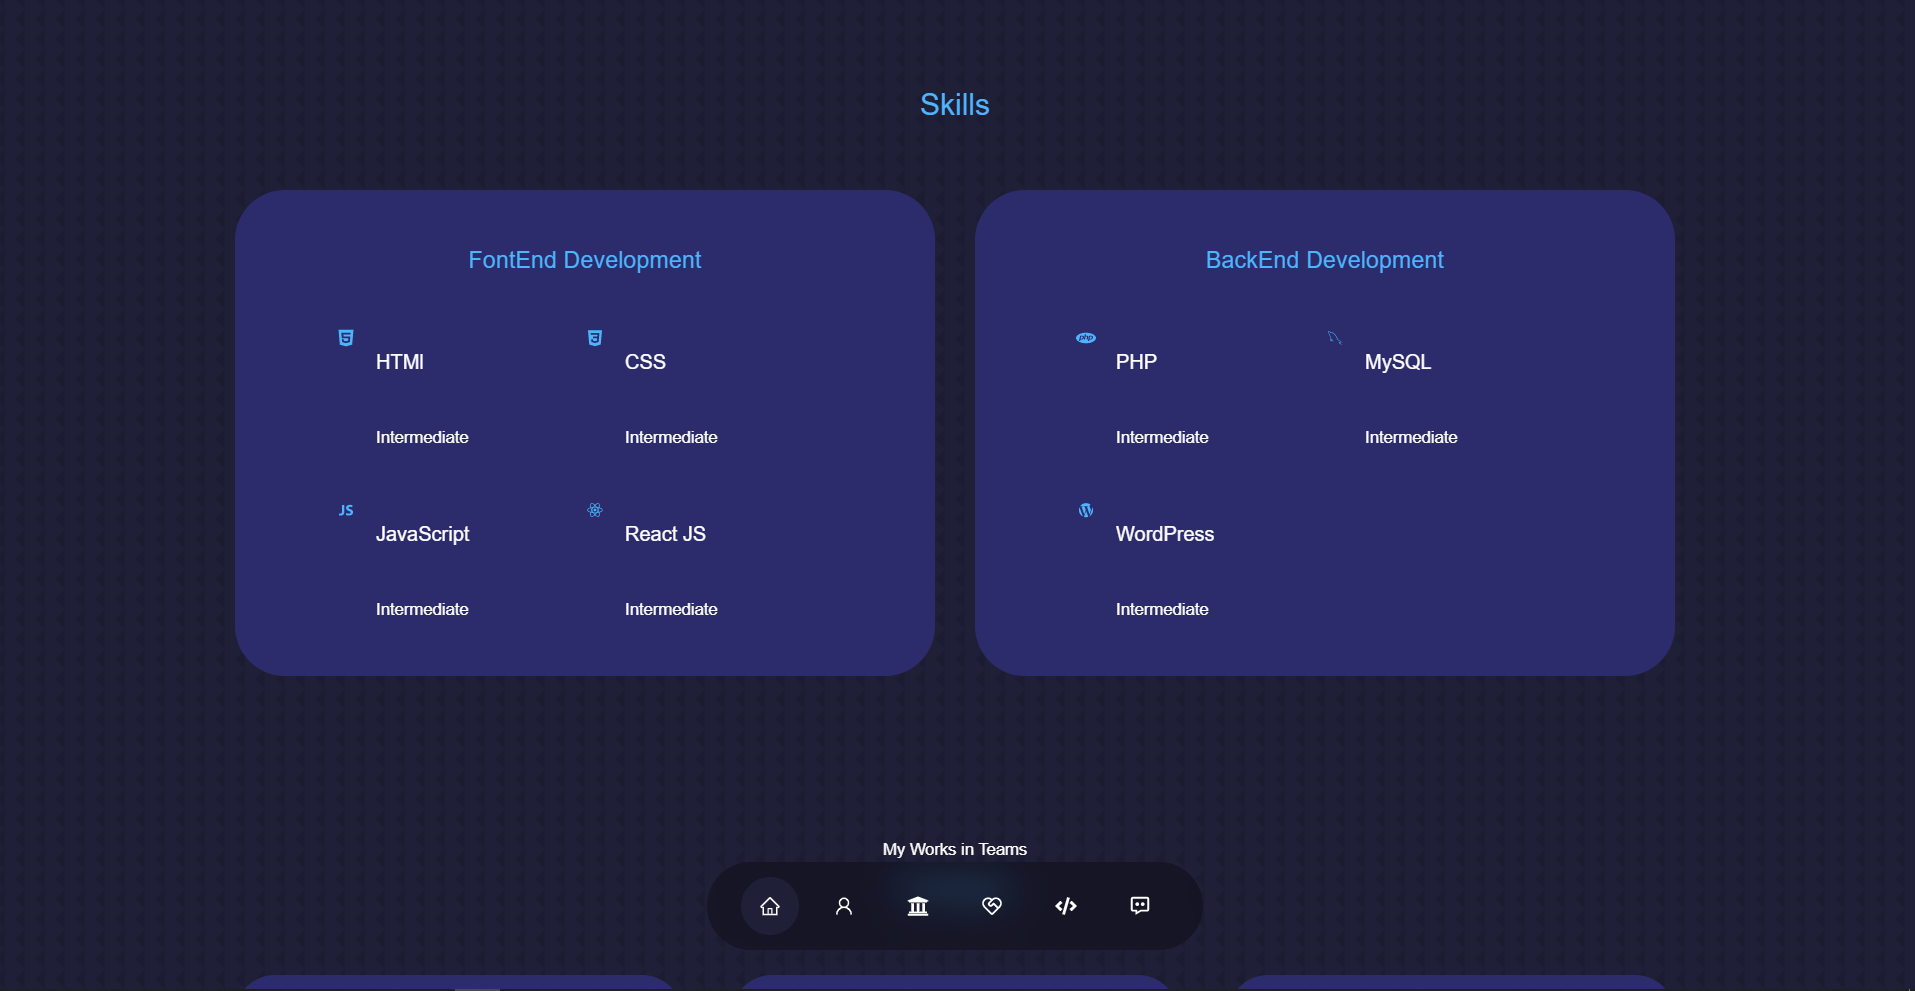 Skills
FontEnd Development
HTMl
Intermediate
CSS
Intermediate
JS
JavaScript
Intermediate
React JS
Intermediate
BackEnd Development
php
PHP
Intermediate
MySQL
Intermediate
WordPress
Intermediate
My Works in Teams